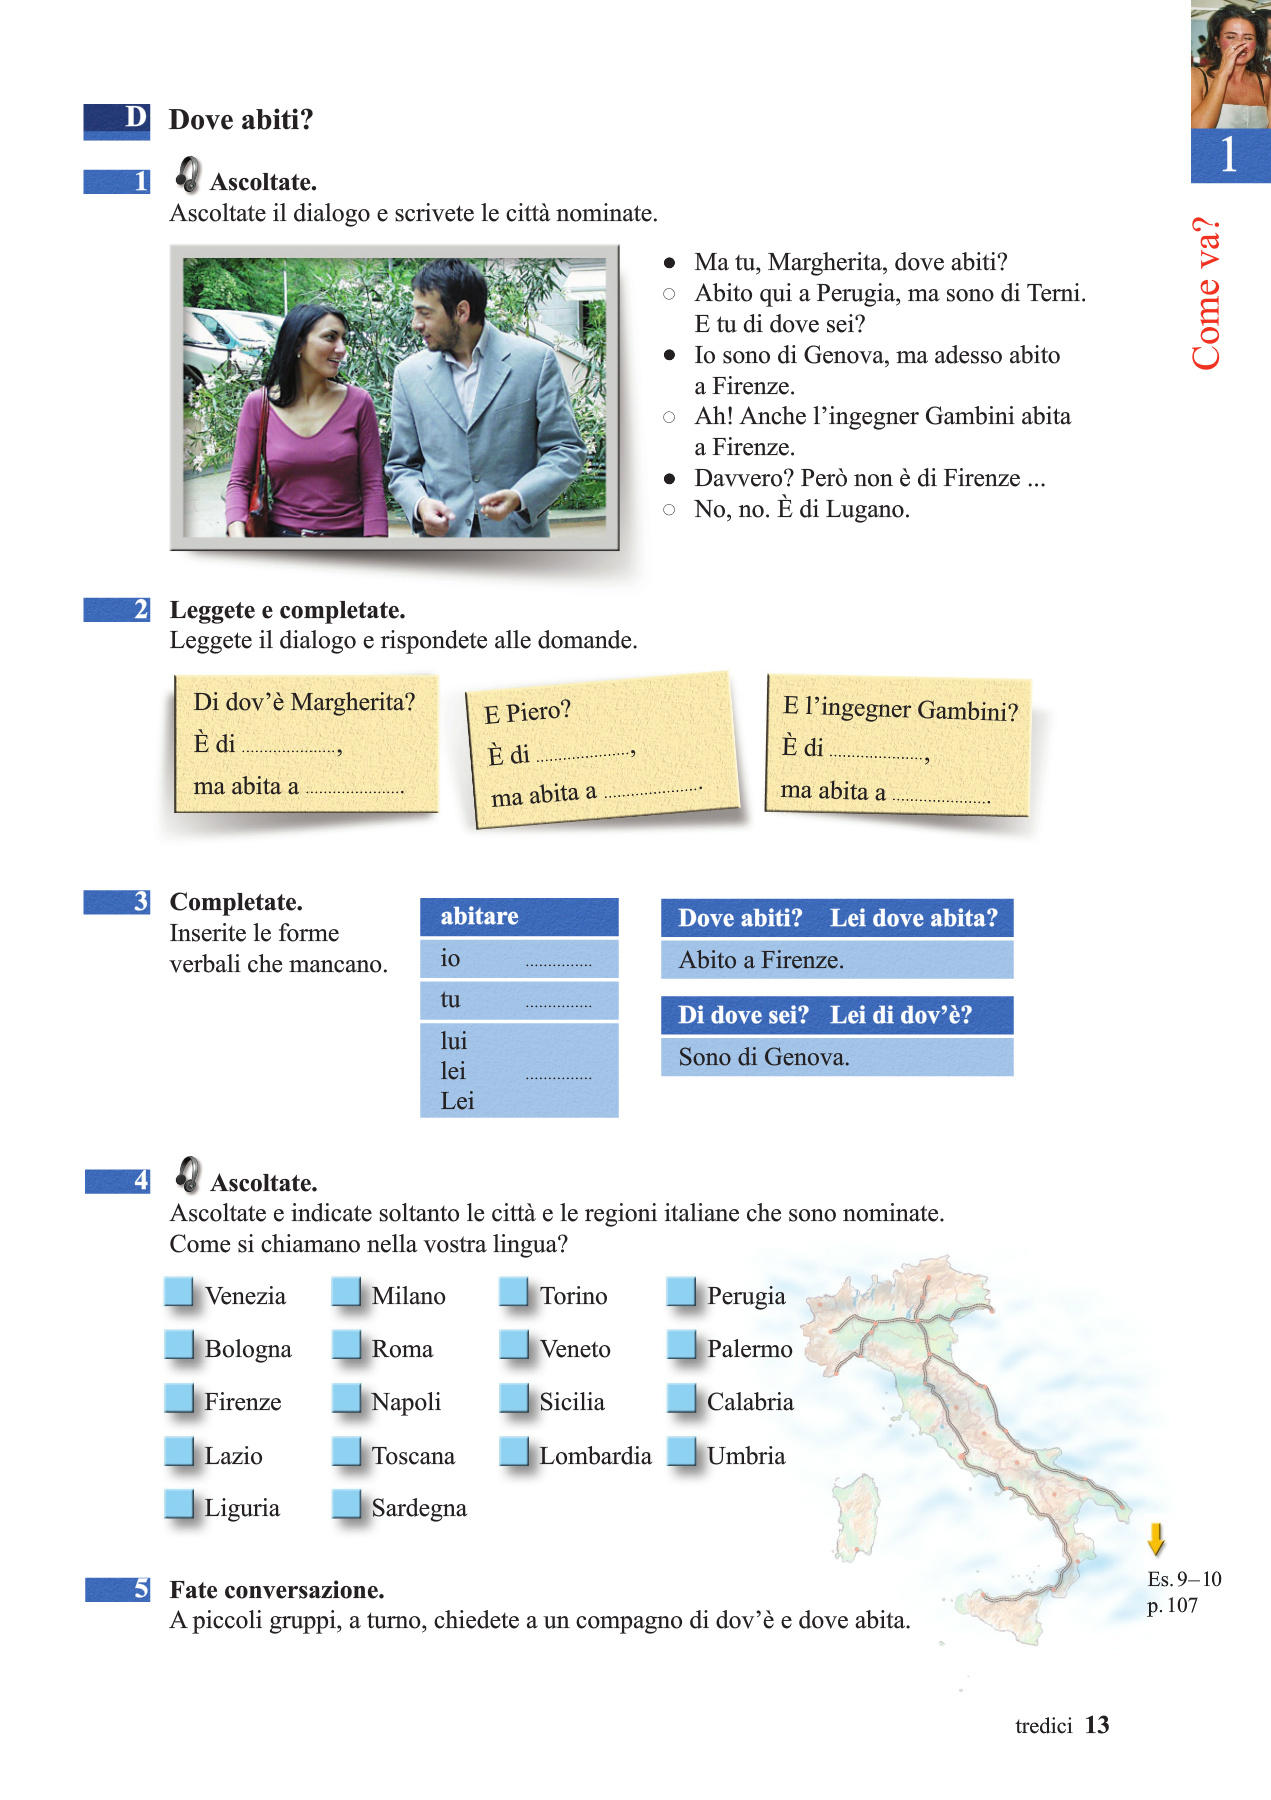 1
Come va?
D Dove abiti?
1 Ascoltate.
Ascoltate il dialogo e scrivete le città nominate.
● Ma tu, Margherita, dove abiti?
○ Abito qui a Perugia, ma sono di Terni.
E tu di dove sei?
● Io sono di Genova, ma adesso abito
a Firenze.
○ Ah! Anche l’ingegner Gambini abita
a Firenze.
● Davvero? Però non è di Firenze ...
○ No, no. È di Lugano.
2 Leggete e completate.
Leggete il dialogo e rispondete alle domande.
Di dov’è Margherita?
È di ....................,
ma abita a ....................
E Piero?
È di ....................,
ma abita a ....................
E l’ingegner Gambini?
È di ....................,
ma abita a ....................
3 Completate.
Inserite le forme
verbali che mancano.
abitare
io ..............
tu ..............
lui
lei ..............
Lei
Dove abiti? Lei dove abita?
Abito a Firenze.
Di dove sei? Lei di dov’è?
Sono di Genova.
4 Ascoltate.
Ascoltate e indicate soltanto le città e le regioni italiane che sono nominate.
Come si chiamano nella vostra lingua?
Venezia Milano Torino Perugia
Bologna Roma Veneto Palermo
Firenze Napoli Sicilia Calabria
Lazio Toscana Lombardia Umbria
Liguria Sardegna
5 Fate conversazione.
A piccoli gruppi, a turno, chiedete a un compagno di dov’è e dove abita.
Es. 9–10
p. 107
tredici 13